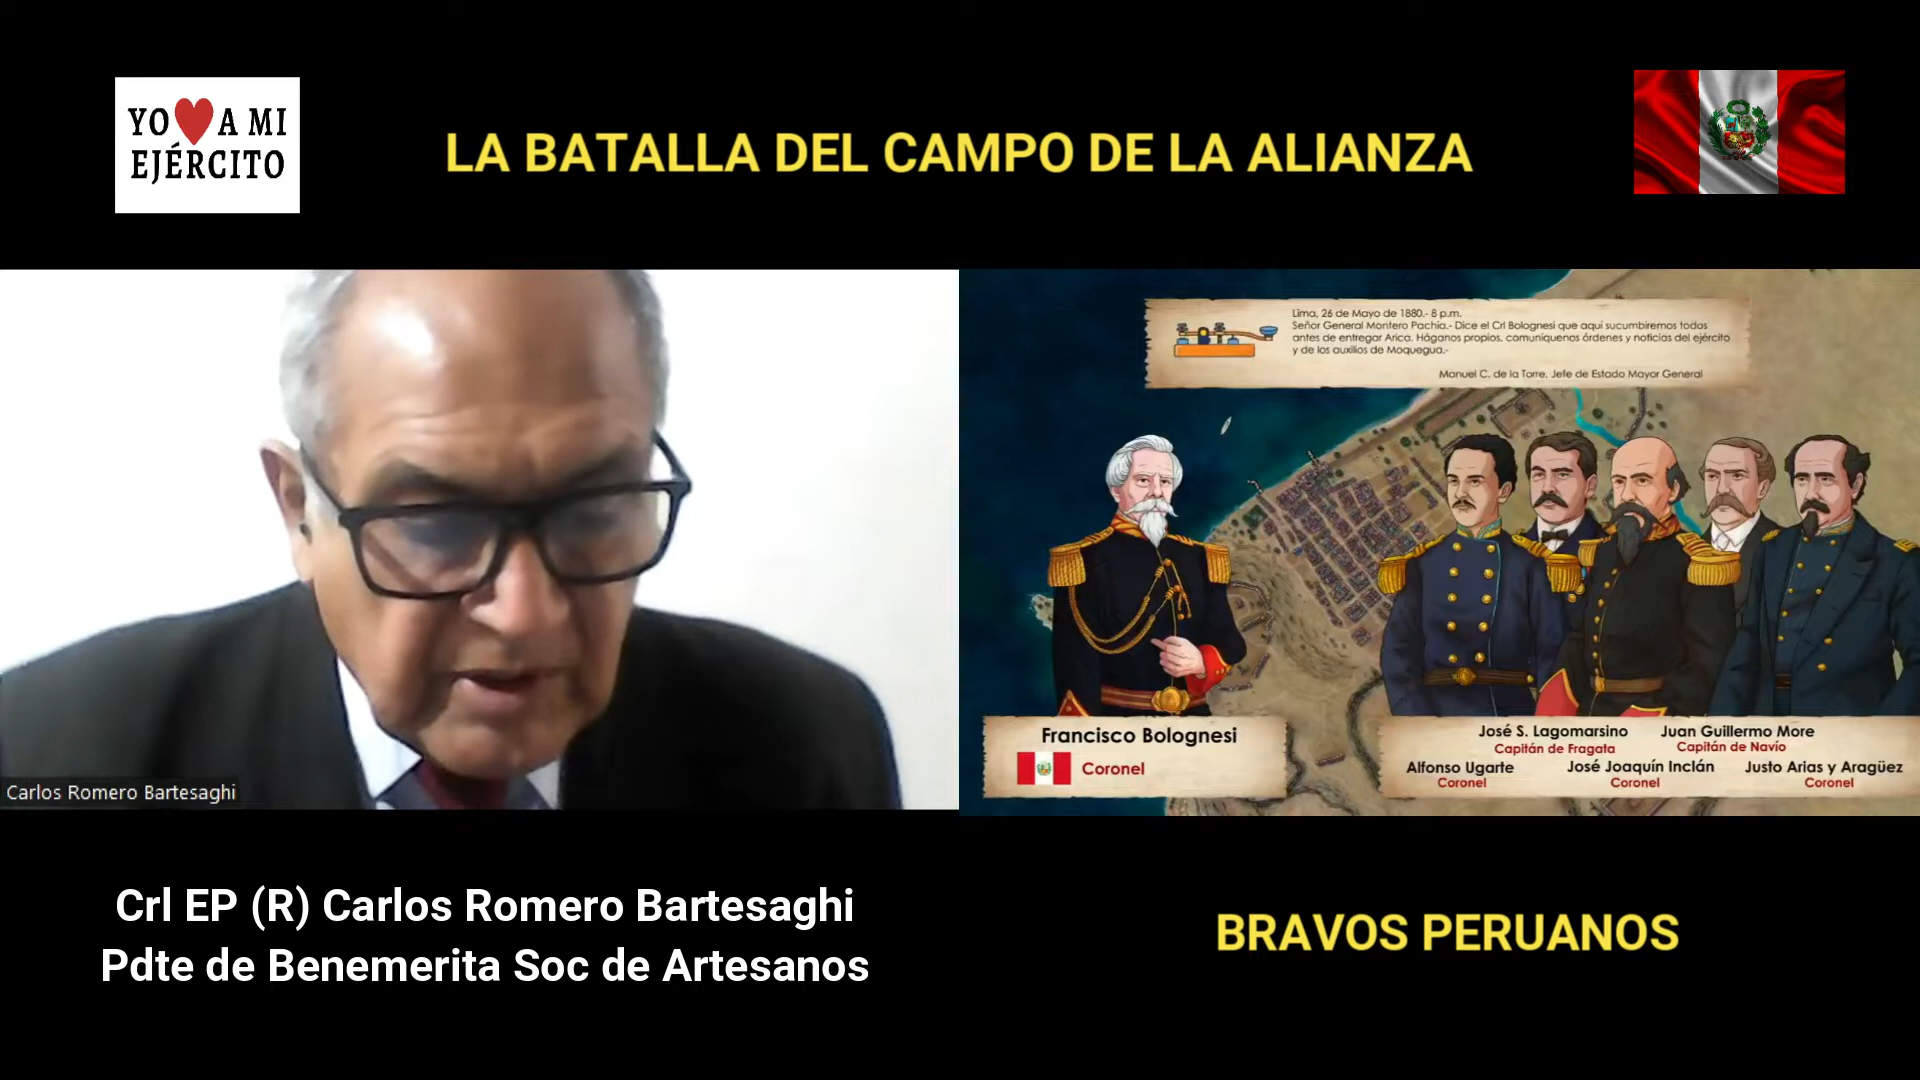 YO A MI
EJÉRCITO
LA BATALLA DEL CAMPO DE LA ALIANZA
Lima, 26 de Mayo de 1880.- 8 p.m.
Señor General Montero Pachía.- Dice el Crl Bolognesi que aquí sucumbiremos todos
antes de entregar Arica. Háganos propios, comuníquenos órdenes y noticias del ejército
y de los auxilios de Moquegua.-
Manuel C. de la Torre, Jefe de Estado Mayor General
Francisco Bolognesi
Coronel
José S. Lagomarsino
Capitán de Fragata
Juan Guillermo More
Capitán de Navío
Alfonso Ugarte
Coronel
José Joaquín Inclán
Coronel
Justo Arias y Aragüez
Coronel
Carlos Romero Bartesaghi
Crl EP (R) Carlos Romero Bartesaghi
Pdte de Benemerita Soc de Artesanos
BRAVOS PERUANOS